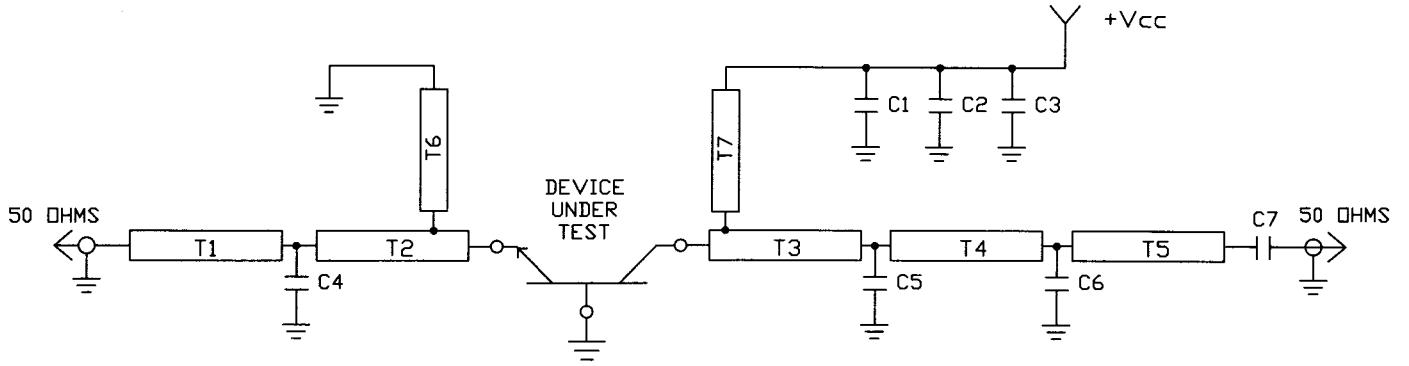 +Vcc
C1
C2
C3
T6
T7
DEVICE
UNDER
TEST
50 OHMS
T1
T2
C4
T3
C5
T4
C6
T5
C7
50 OHMS